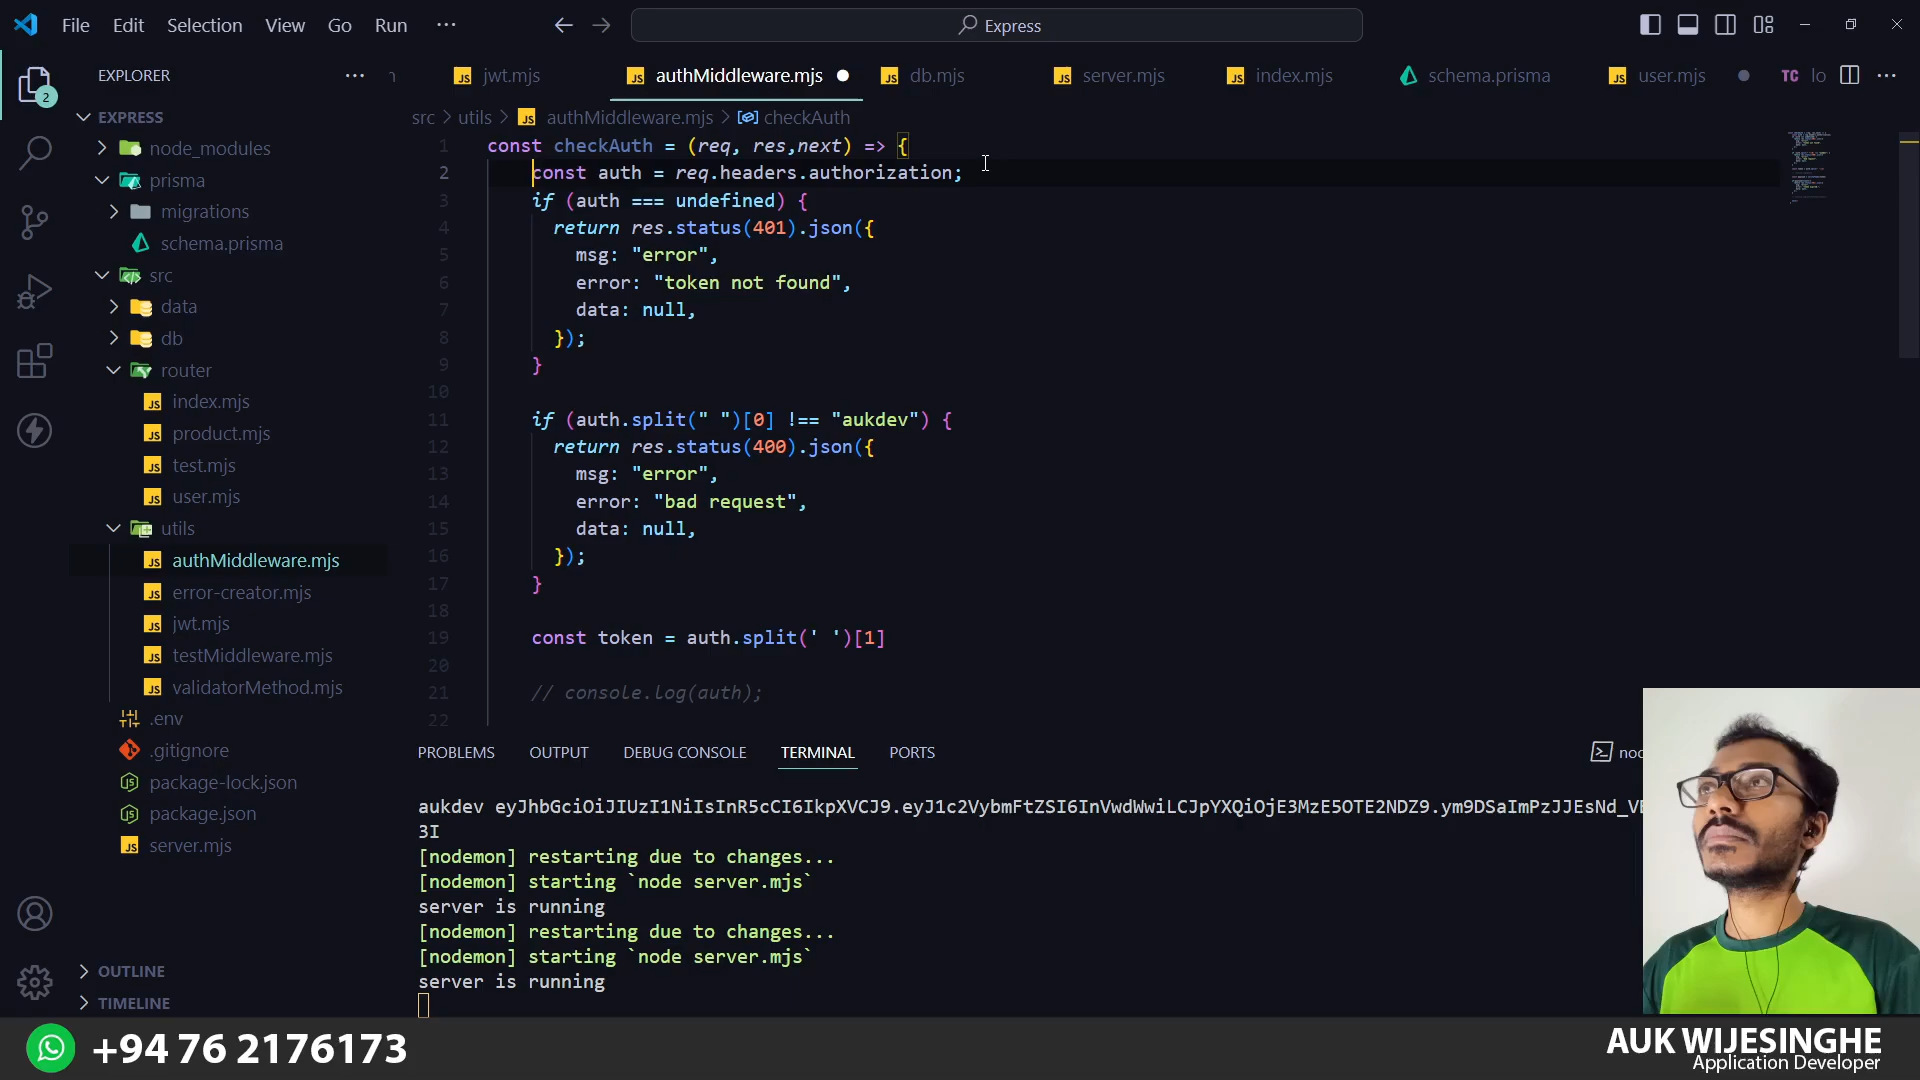 File Edit Selection View Go Run ···
Express
2
EXPLORER ···
jwt.mjs authMiddleware.mjs db.mjs server.mjs index.mjs schema.prisma user.mjs TC lo ···
src > utils > authMiddleware.mjs > checkAuth
EXPRESS
node_modules
prisma
migrations
schema.prisma
src
data
db
router
index.mjs
product.mjs
test.mjs
user.mjs
utils
authMiddleware.mjs
error-creator.mjs
jwt.mjs
testMiddleware.mjs
validatorMethod.mjs
.env
.gitignore
package-lock.json
package.json
server.mjs
OUTLINE
TIMELINE
1 const checkAuth = (req, res,next) => {
2 const auth = req.headers.authorization;
3 if (auth === undefined) {
4 return res.status(401).json({
5 msg: "error",
6 error: "token not found",
7 data: null,
8 });
9 }
10
11 if (auth.split(" ")[0] !== "aukdev") {
12 return res.status(400).json({
13 msg: "error",
14 error: "bad request",
15 data: null,
16 });
17 }
18
19 const token = auth.split(' ')[1]
20
21 // console.log(auth);
22
PROBLEMS OUTPUT DEBUG CONSOLE TERMINAL PORTS
aukdev eyJhbGciOiJIUzI1NiIsInR5cCI6IkpXVCJ9.eyJ1c2VybmFtZSI6InVwdWwiLCJpYXQiOjE3MzE5OTE2NDZ9.ym9DSaImPzJJEsNd_VE
3I
[nodemon] restarting due to changes...
[nodemon] starting `node server.mjs`
server is running
[nodemon] restarting due to changes...
[nodemon] starting `node server.mjs`
server is running
+94 76 2176173
AUK WIJESINGHE
Application Developer